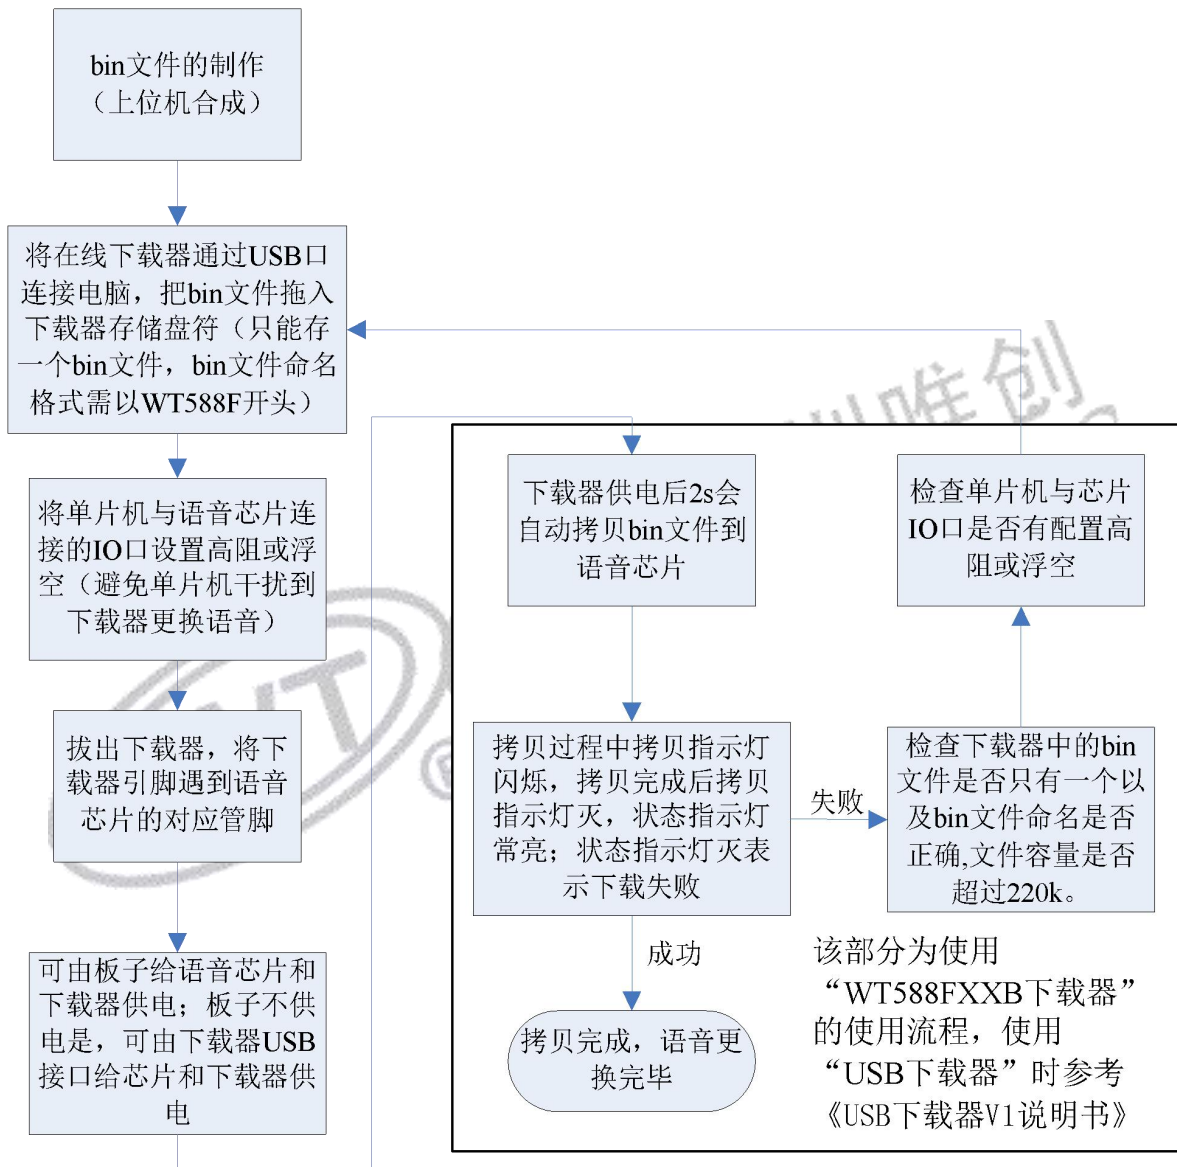 bin文件的制作
（上位机合成）
将在线下载器通过USB口
连接电脑，把bin文件拖入
下载器存储盘符（只能存
一个bin文件，bin文件命名
格式需以WT588F开头）
将单片机与语音芯片连
接的IO口设置高阻或浮
空（避免单片机干扰到
下载器更换语音）
拔出下载器，将下
载器引脚遇到语音
芯片的对应管脚
可由板子给语音芯片和
下载器供电；板子不供
电是，可由下载器USB
接口给芯片和下载器供
电
下载器供电后2s会
自动拷贝bin文件到
语音芯片
拷贝过程中拷贝指示灯
闪烁，拷贝完成后拷贝
指示灯灭，状态指示灯
常亮；状态指示灯灭表
示下载失败
失败
成功
拷贝完成，语音更
换完毕
检查单片机与芯片
IO口是否有配置高
阻或浮空
检查下载器中的bin
文件是否只有一个以
及bin文件命名是否
正确,文件容量是否
超过220k。
该部分为使用
“WT588FXXB下载器”
的使用流程，使用
“USB下载器”时参考
《USB下载器V1说明书》
唯创